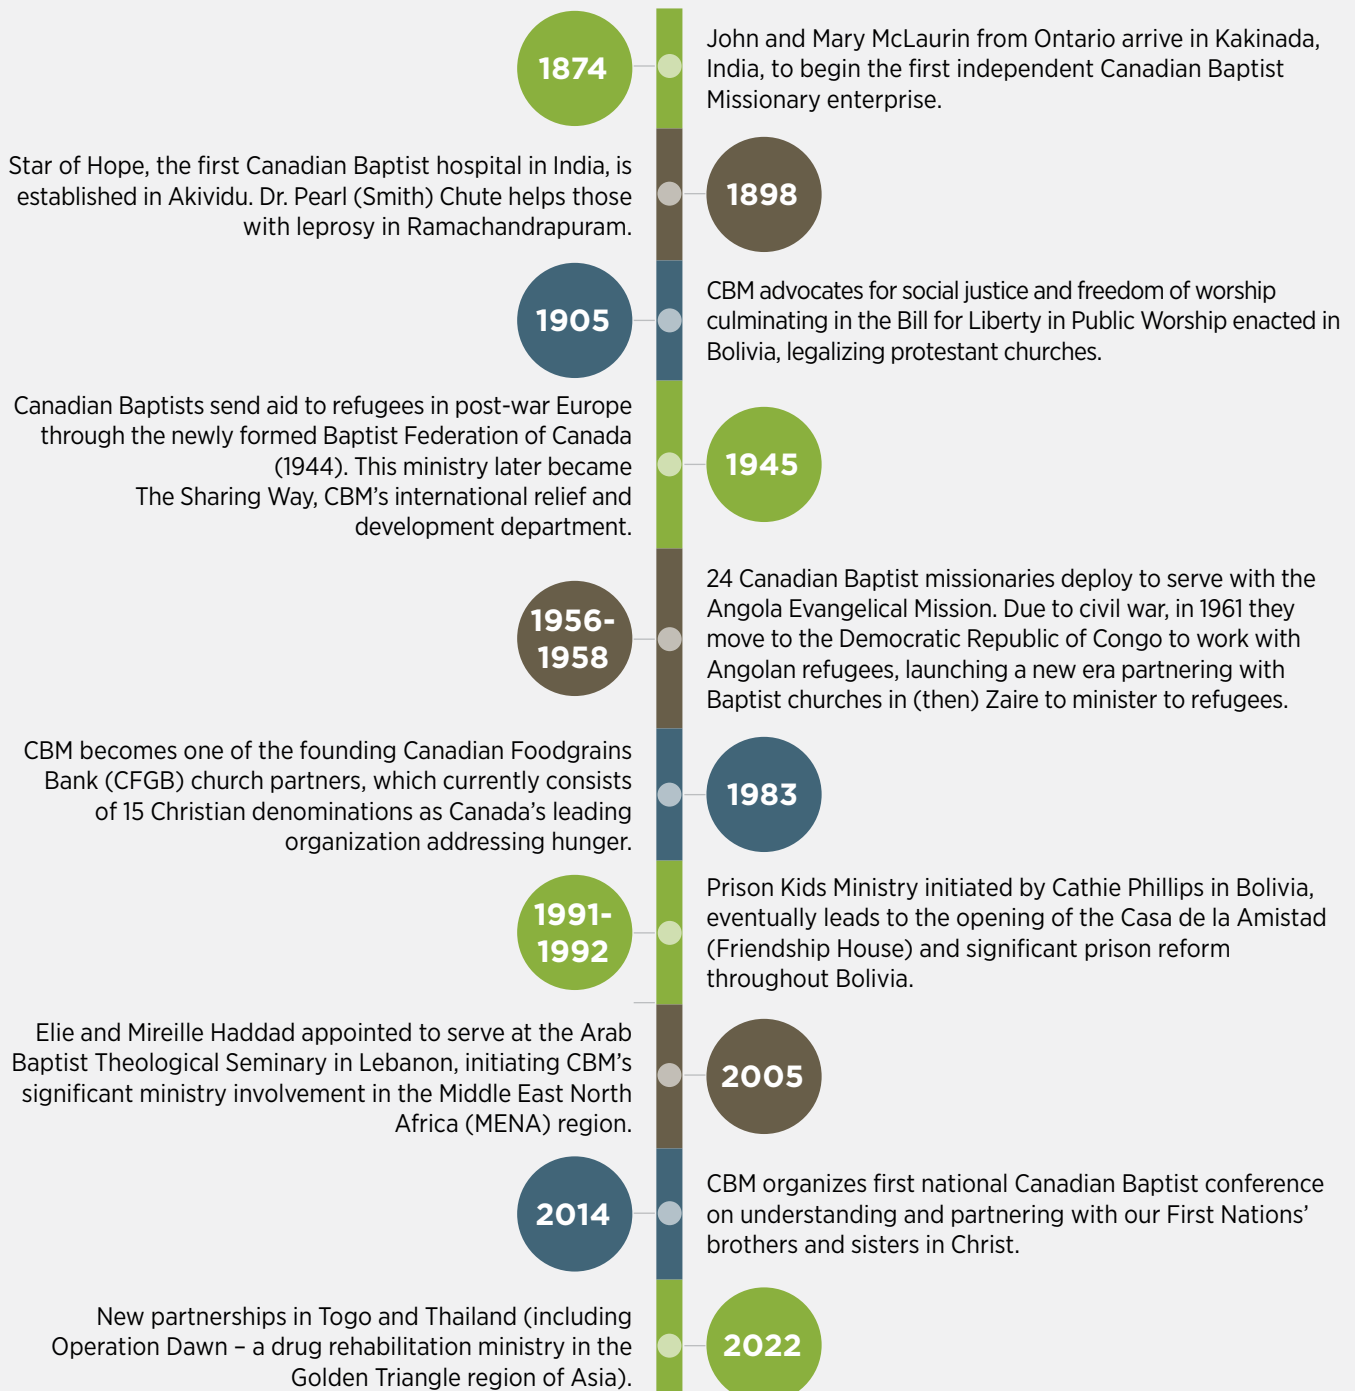 1874
John and Mary McLaurin from Ontario arrive in Kakinada,
India, to begin the first independent Canadian Baptist
Missionary enterprise.
Star of Hope, the first Canadian Baptist hospital in India, is
established in Akividu. Dr. Pearl (Smith) Chute helps those
with leprosy in Ramachandrapuram.
1898
1905
CBM advocates for social justice and freedom of worship
culminating in the Bill for Liberty in Public Worship enacted in
Bolivia, legalizing protestant churches.
Canadian Baptists send aid to refugees in post-war Europe
through the newly formed Baptist Federation of Canada
(1944). This ministry later became
The Sharing Way, CBM’s international relief and
development department.
1945
1956-
1958
24 Canadian Baptist missionaries deploy to serve with the
Angola Evangelical Mission. Due to civil war, in 1961 they
move to the Democratic Republic of Congo to work with
Angolan refugees, launching a new era partnering with
Baptist churches in (then) Zaire to minister to refugees.
CBM becomes one of the founding Canadian Foodgrains
Bank (CFGB) church partners, which currently consists
of 15 Christian denominations as Canada’s leading
organization addressing hunger.
1983
1991-
1992
Prison Kids Ministry initiated by Cathie Phillips in Bolivia,
eventually leads to the opening of the Casa de la Amistad
(Friendship House) and significant prison reform
throughout Bolivia.
Elie and Mireille Haddad appointed to serve at the Arab
Baptist Theological Seminary in Lebanon, initiating CBM’s
significant ministry involvement in the Middle East North
Africa (MENA) region.
2005
2014
CBM organizes first national Canadian Baptist conference
on understanding and partnering with our First Nations’
brothers and sisters in Christ.
New partnerships in Togo and Thailand (including
Operation Dawn – a drug rehabilitation ministry in the
Golden Triangle region of Asia).
2022